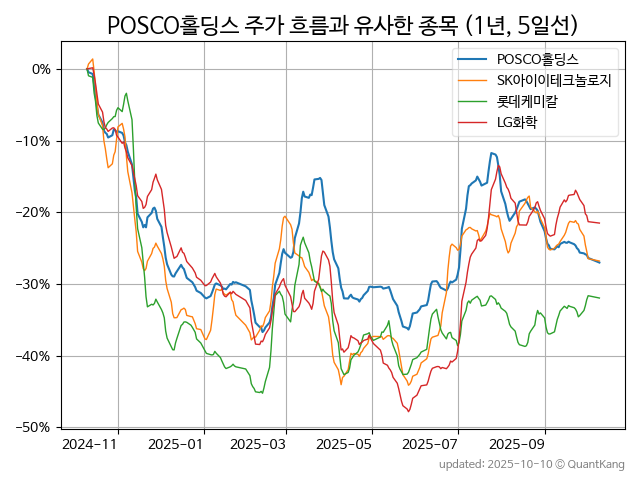 POSCO홀딩스 주가 흐름과 유사한 종목 (1년, 5일선)
POSCO홀딩스
SK아이이테크놀로지
롯데케미칼
LG화학
0%
−10%
−20%
−30%
−40%
−50%
2024−11
2025−01
2025−03
2025−05
2025−07
2025−09
updated: 2025-10-10 © QuantKang